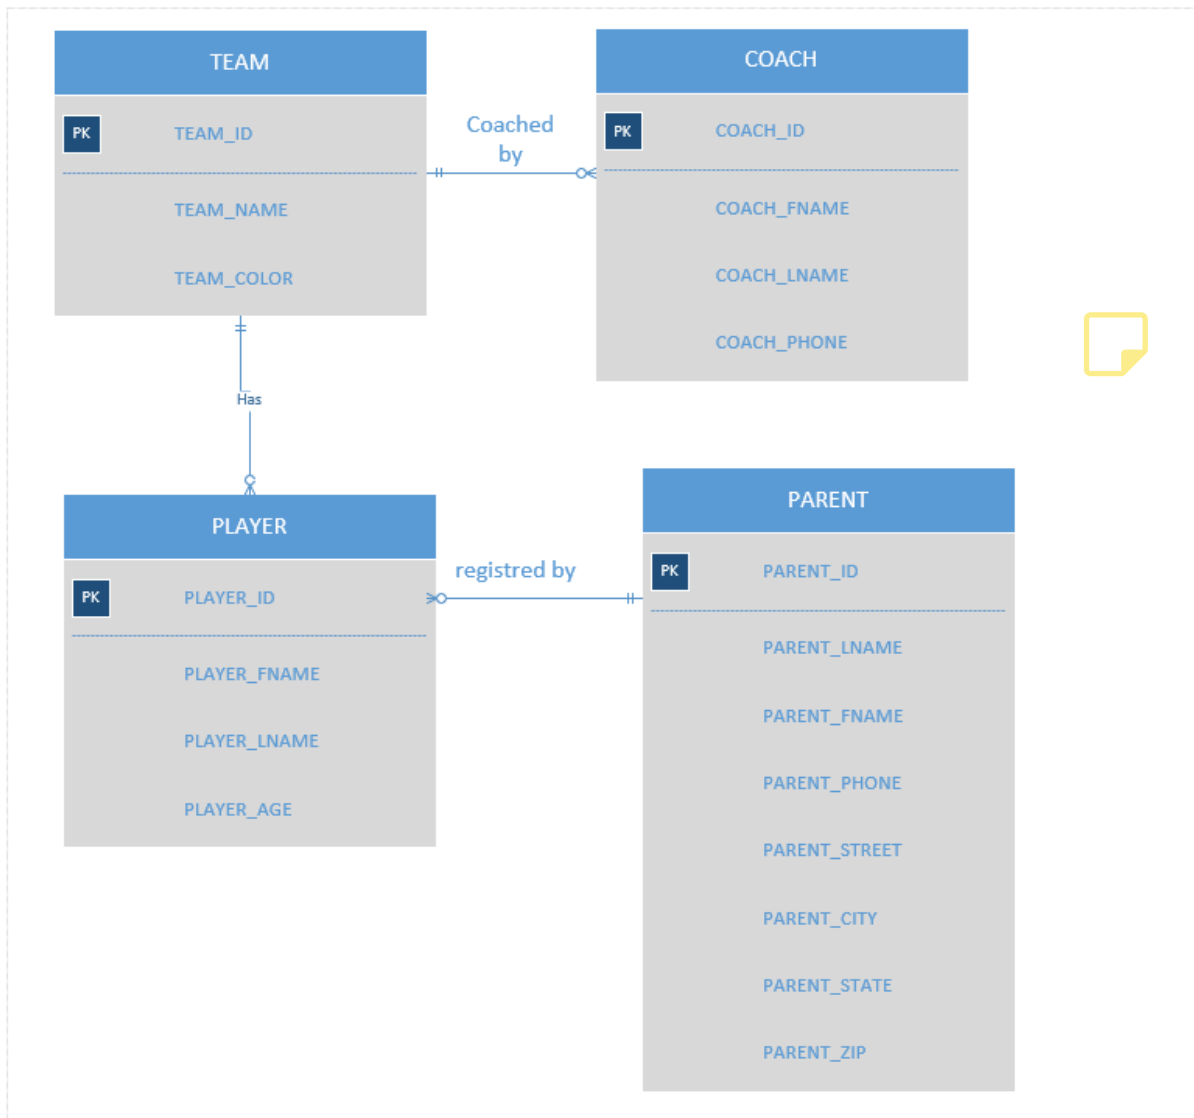 TEAM
PK
TEAM_ID
TEAM_NAME
TEAM_COLOR
Coached
by
COACH
PK
COACH_ID
COACH_FNAME
COACH_LNAME
COACH_PHONE
Has
PLAYER
PK
PLAYER_ID
PLAYER_FNAME
PLAYER_LNAME
PLAYER_AGE
registred by
PARENT
PK
PARENT_ID
PARENT_LNAME
PARENT_FNAME
PARENT_PHONE
PARENT_STREET
PARENT_CITY
PARENT_STATE
PARENT_ZIP